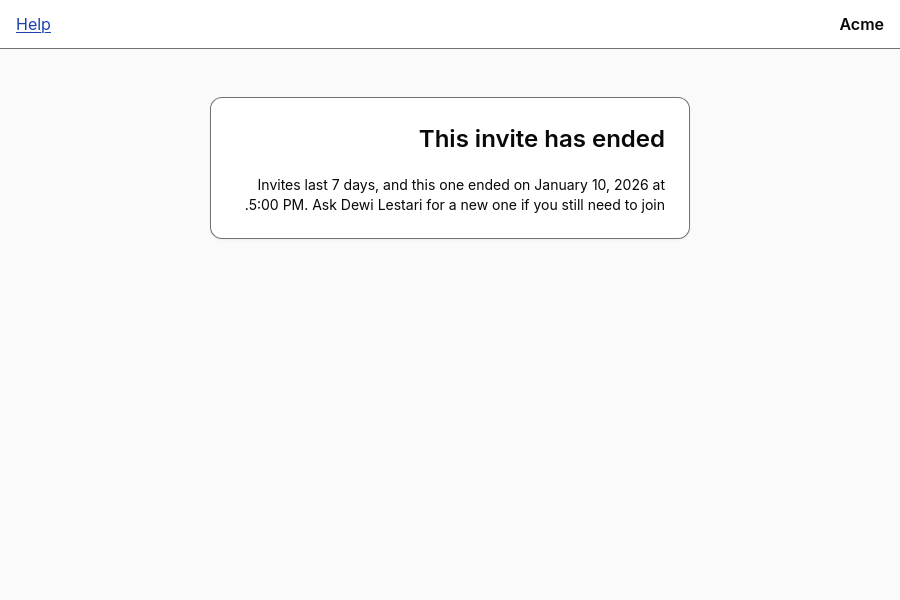 Acme
Help
This invite has ended
Invites last 7 days, and this one ended on January 10, 2026 at
5:00 PM. Ask Dewi Lestari for a new one if you still need to join.